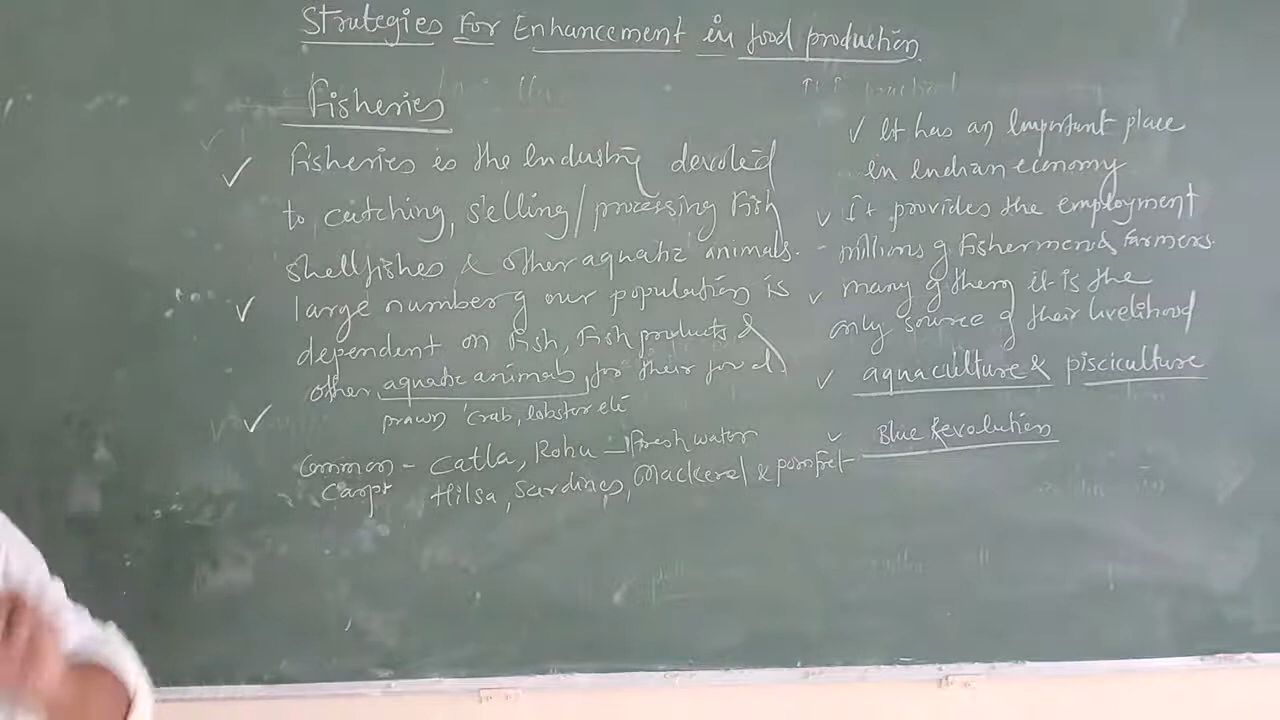 Strategies for Enhancement in food production.
Fisheries
Fisheries is the Industry devoted
to catching, selling/processing Fish
shellfishes & other aquatic animals.
large number of our population is
dependent on Fish, Fish products &
other aquatic animals, for their food
prawn crab, lobster etc
Common - Catla, Rohu - Freshwater
Carp Hilsa, Sardines, Mackerel & pomfret
It has an Important place
in Indian economy
It provides the employment
millions of Fishermen & Farmers.
many of them it is the
only source of their livelihood
aquaculture & pisciculture
Blue Revolution